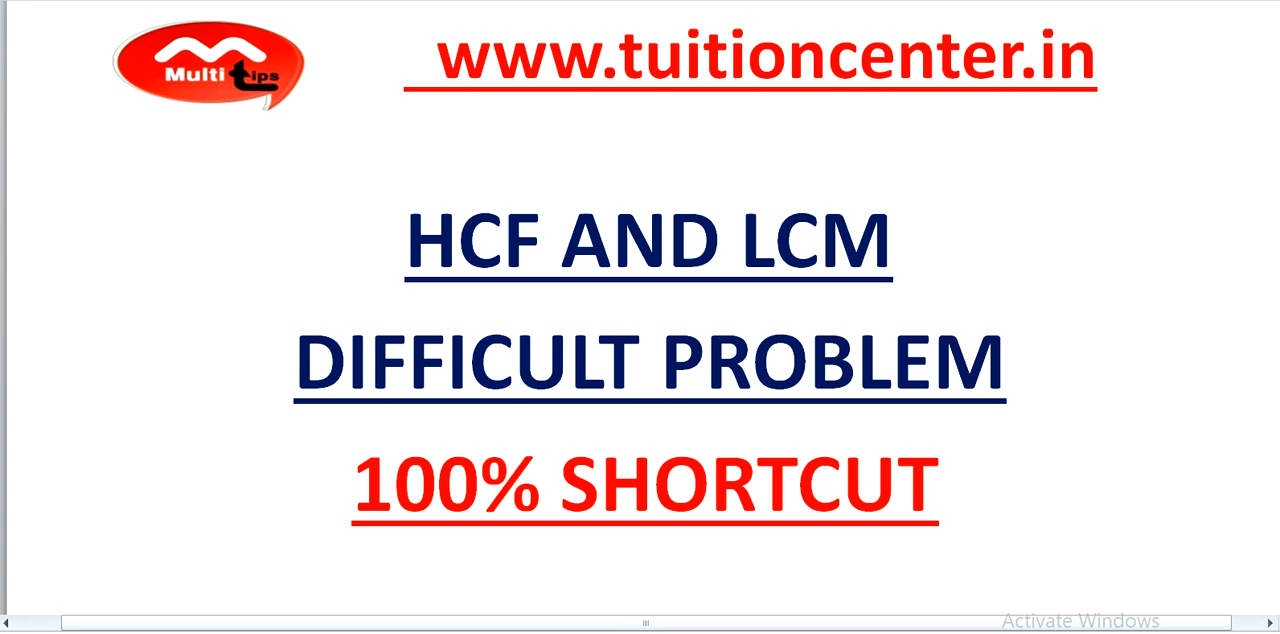 Multi tips
www.tuitioncenter.in
HCF AND LCM
DIFFICULT PROBLEM
100% SHORTCUT
Activate Windows